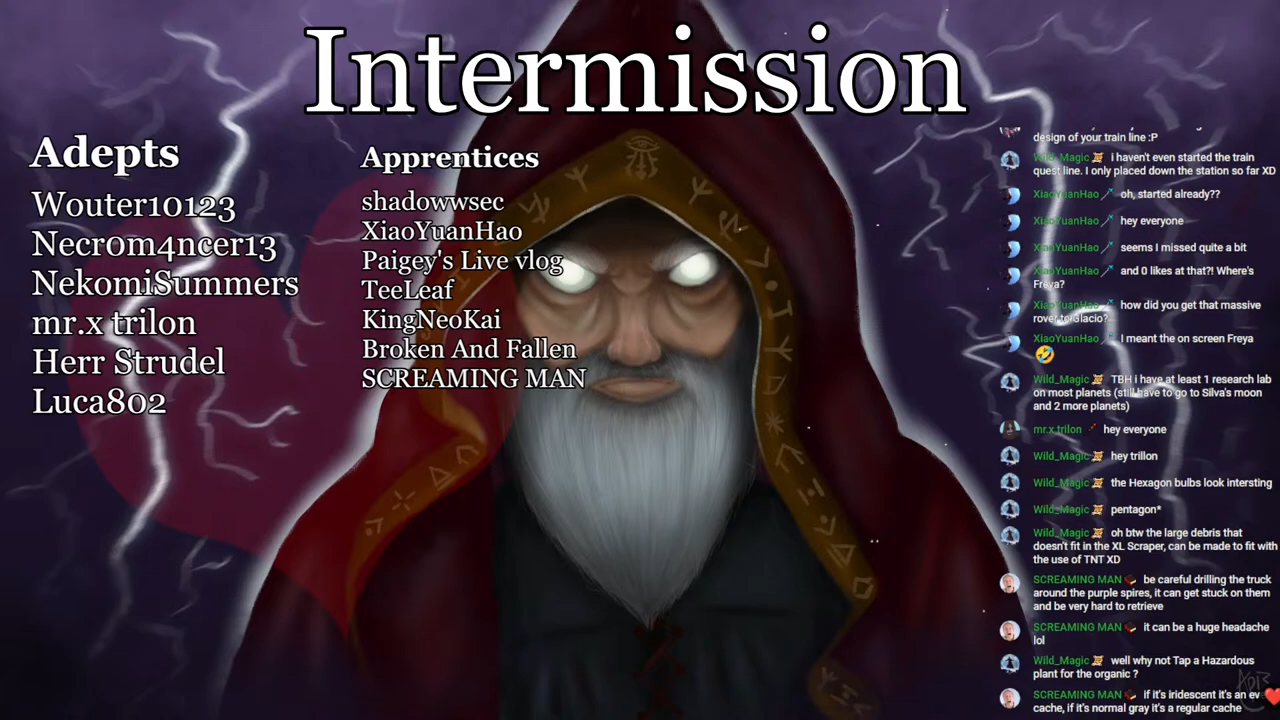 Intermission
Adepts
Wouter10123
Necrom4ncer13
NekomiSummers
mr.x trilon
Herr Strudel
Luca802
Apprentices
shadowwsec
XiaoYuanHao
Paigey's Live vlog
TeeLeaf
KingNeoKai
Broken And Fallen
SCREAMING MAN
design of your train line :P
Wild_Magic i haven't even started the train
quest line. I only placed down the station so far XD
XiaoYuanHao oh, started already??
XiaoYuanHao hey everyone
XiaoYuanHao seems I missed quite a bit
XiaoYuanHao and 0 likes at that?! Where's
Freya?
XiaoYuanHao how did you get that massive
rover to Glacio?
XiaoYuanHao I meant the on screen Freya
Wild_Magic TBH i have at least 1 research lab
on most planets (still have to go to Silva's moon
and 2 more planets)
mr.x trilon hey everyone
Wild_Magic hey trillon
Wild_Magic the Hexagon bulbs look intersting
Wild_Magic pentagon*
Wild_Magic oh btw the large debris that
doesn't fit in the XL Scraper, can be made to fit with
the use of TNT XD
SCREAMING MAN be careful drilling the truck
around the purple spires, it can get stuck on them
and be very hard to retrieve
SCREAMING MAN it can be a huge headache
lol
Wild_Magic well why not Tap a Hazardous
plant for the organic ?
SCREAMING MAN if it's iridescent it's an ev
cache, if it's normal gray it's a regular cache